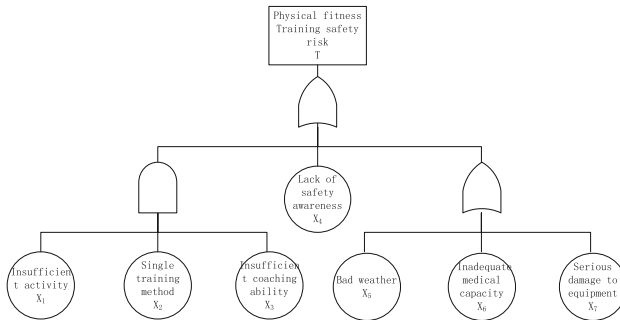 Physical fitness
Training safety
risk
T
Lack of
safety
awareness
X₄
Insufficien
t activity
X₁
Single
training
method
X₂
Insufficien
t coaching
ability
X₃
Bad weather
X₅
Inadequate
medical
capacity
X₆
Serious
damage to
equipment
X₇